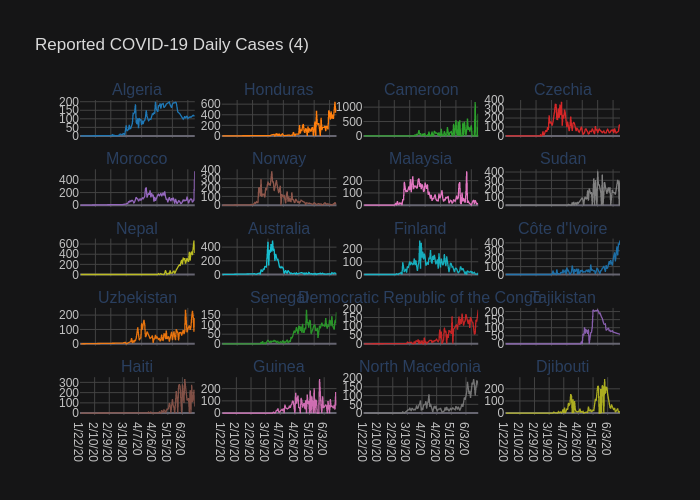 Reported COVID-19 Daily Cases (4)
Algeria Honduras Cameroon Czechia
200 150 100 50 0
600 400 200 0
1000 500 0
400 300 200 100 0
Morocco Norway Malaysia Sudan
400 200 0
400 300 200 100 0
200 100 0
400 300 200 100 0
Nepal Australia Finland Côte d'Ivoire
600 400 200 0
400 200 0
200 100 0
400 300 200 100 0
Uzbekistan Senegal Democratic Republic of the Congo Tajikistan
200 100 0
150 100 50 0
200 150 100 50 0
200 150 100 50 0
Haiti Guinea North Macedonia Djibouti
300 200 100 0
200 100 0
200 150 100 50 0
200 100 0
1/22/20 2/10/20 2/29/20 3/19/20 4/7/20 4/26/20 5/15/20 6/3/20
1/22/20 2/10/20 2/29/20 3/19/20 4/7/20 4/26/20 5/15/20 6/3/20
1/22/20 2/10/20 2/29/20 3/19/20 4/7/20 4/26/20 5/15/20 6/3/20
1/22/20 2/10/20 2/29/20 3/19/20 4/7/20 4/26/20 5/15/20 6/3/20